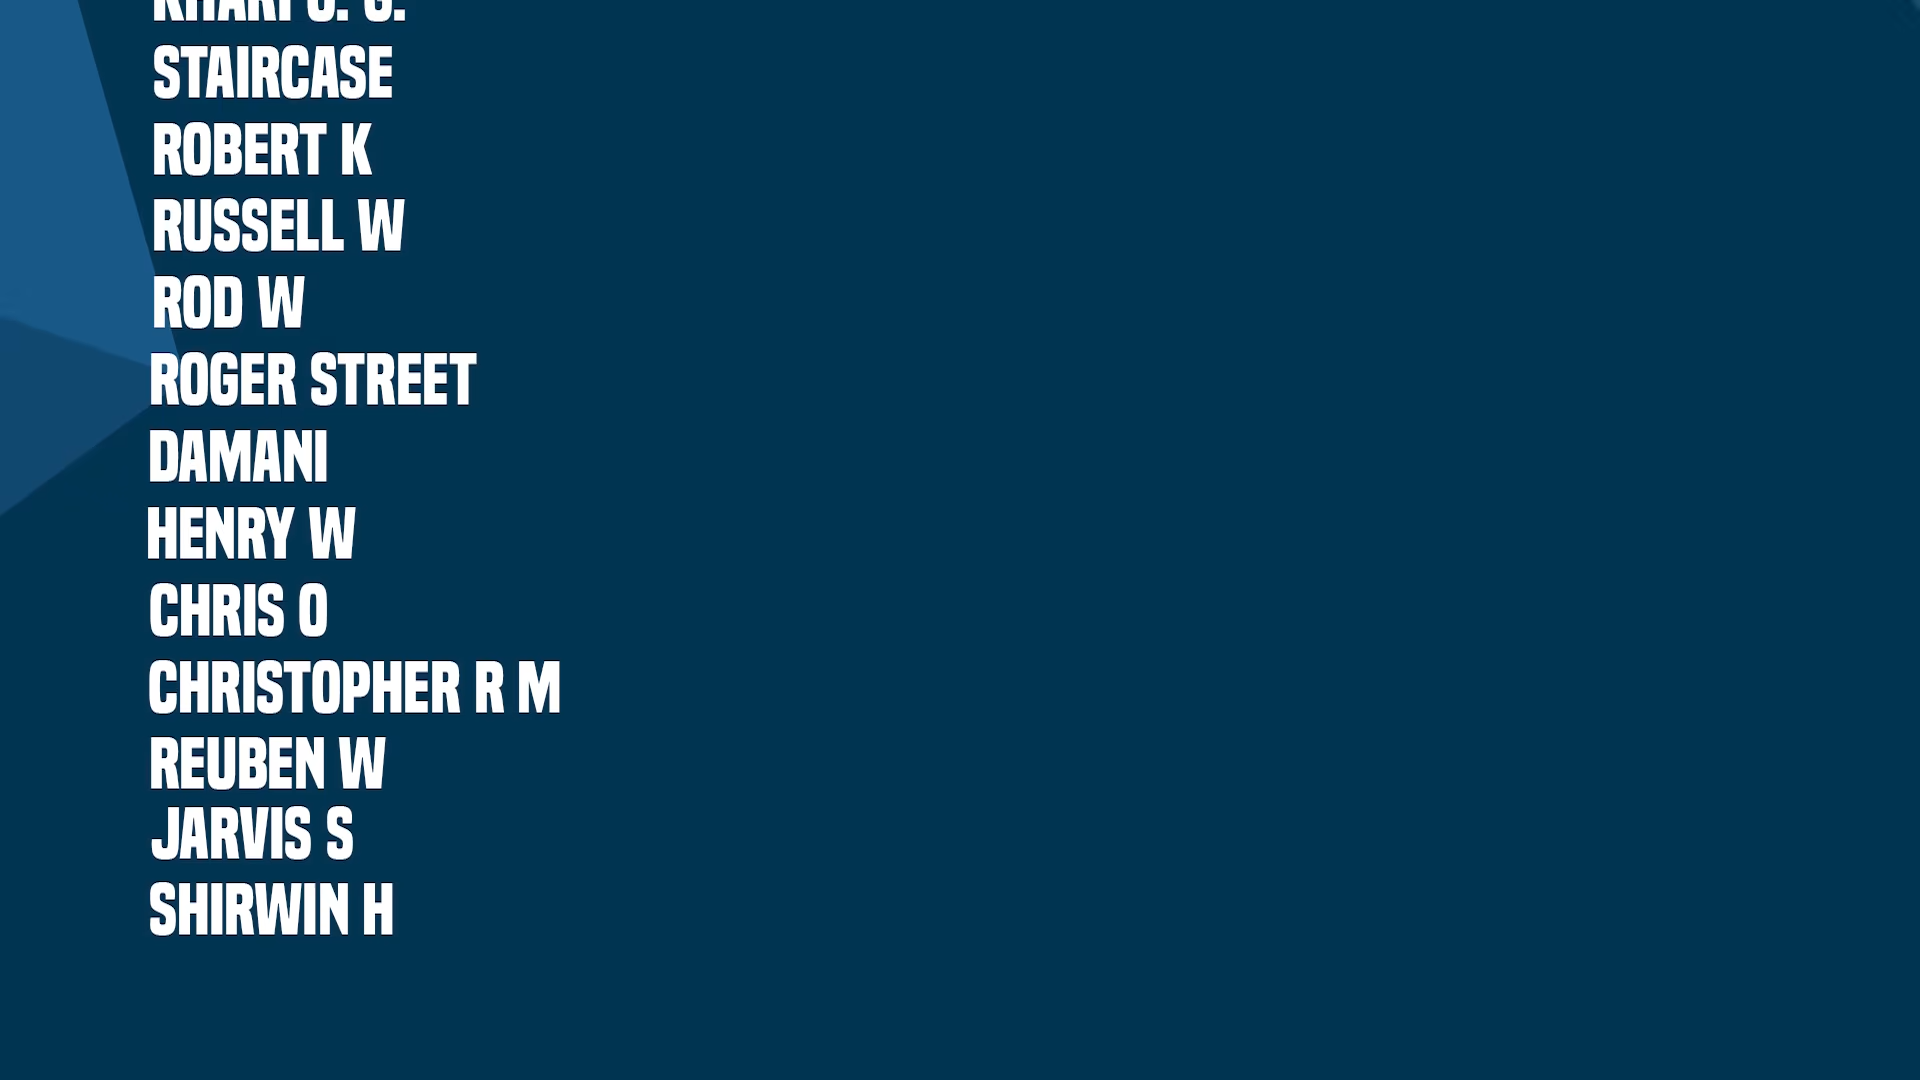 STAIRCASE
ROBERT K
RUSSELL W
ROD W
ROGER STREET
DAMANI
HENRY W
CHRIS O
CHRISTOPHER R M
REUBEN W
JARVIS S
SHIRWIN H